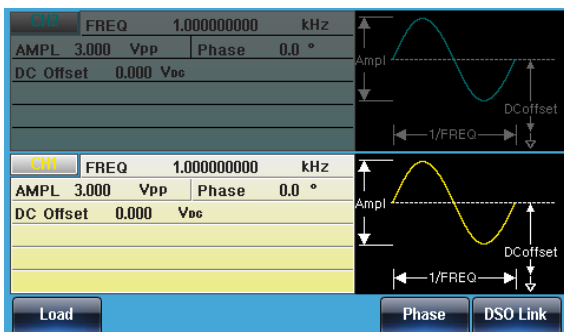 CH2 FREQ 1.000000000 kHz
AMPL 3.000 Vpp Phase 0.0 °
DC Offset 0.000 VDC
Ampl
DCoffset
1/FREQ
CH1 FREQ 1.000000000 kHz
AMPL 3.000 Vpp Phase 0.0 °
DC Offset 0.000 VDC
Ampl
DCoffset
1/FREQ
Load Phase DSO Link